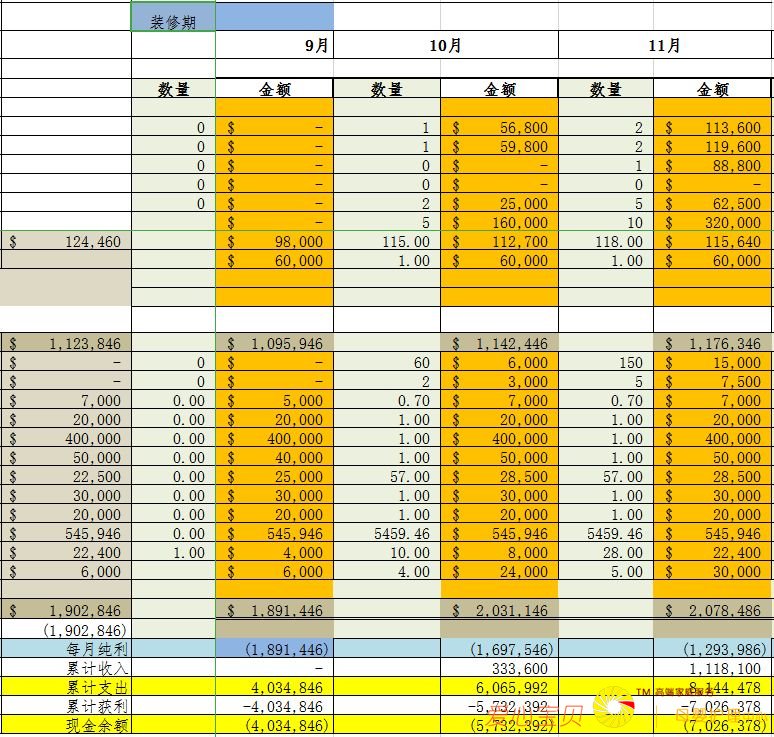 装修期
9月 10月 11月
数量 金额 数量 金额 数量 金额
0 $ - 1 $ 56,800 2 $ 113,600
0 $ - 1 $ 59,800 2 $ 119,600
0 $ - 0 $ - 1 $ 88,800
0 $ - 0 $ - 0 $ -
0 $ - 2 $ 25,000 5 $ 62,500
$ - 5 $ 160,000 10 $ 320,000
$ 124,460 $ 98,000 115.00 $ 112,700 118.00 $ 115,640
$ 60,000 1.00 $ 60,000 1.00 $ 60,000
$ 1,123,846 $ 1,095,946 $ 1,142,446 $ 1,176,346
$ - 0 $ - 60 $ 6,000 150 $ 15,000
$ - 0 $ - 2 $ 3,000 5 $ 7,500
$ 7,000 0.00 $ 5,000 0.70 $ 7,000 0.70 $ 7,000
$ 20,000 0.00 $ 20,000 1.00 $ 20,000 1.00 $ 20,000
$ 400,000 0.00 $ 400,000 1.00 $ 400,000 1.00 $ 400,000
$ 50,000 0.00 $ 40,000 1.00 $ 50,000 1.00 $ 50,000
$ 22,500 0.00 $ 25,000 57.00 $ 28,500 57.00 $ 28,500
$ 30,000 0.00 $ 30,000 1.00 $ 30,000 1.00 $ 30,000
$ 20,000 0.00 $ 20,000 1.00 $ 20,000 1.00 $ 20,000
$ 545,946 0.00 $ 545,946 5459.46 $ 545,946 5459.46 $ 545,946
$ 22,400 1.00 $ 4,000 10.00 $ 8,000 28.00 $ 22,400
$ 6,000 $ 6,000 4.00 $ 24,000 5.00 $ 30,000
$ 1,902,846 $ 1,891,446 $ 2,031,146 $ 2,078,486
(1,902,846)
每月纯利 (1,891,446) (1,697,546) (1,293,986)
累计收入 - 333,600 1,118,100
累计支出 4,034,846 6,065,992 8,144,478
累计获利 -4,034,846 -5,732,392 -7,026,378
现金余额 (4,034,846) (5,732,392) (7,026,378)
爱心宝贝 TM 高端家庭服务